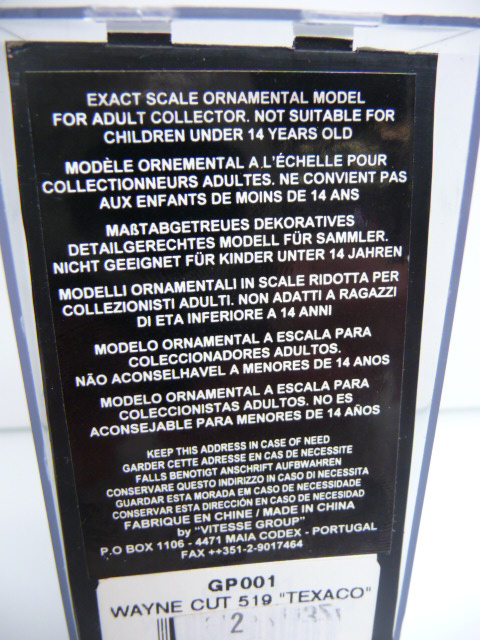 EXACT SCALE ORNAMENTAL MODEL
FOR ADULT COLLECTOR. NOT SUITABLE FOR
CHILDREN UNDER 14 YEARS OLD
MODÈLE ORNEMENTAL A L'ÉCHELLE POUR
COLLECTIONNEURS ADULTES. NE CONVIENT PAS
AUX ENFANTS DE MOINS DE 14 ANS
MAßTABGETREUES DEKORATIVES
DETAILGERECHTES MODELL FÜR SAMMLER.
NICHT GEEIGNET FÜR KINDER UNTER 14 JAHREN
MODELLI ORNAMENTALI IN SCALE RIDOTTA PER
COLLEZIONISTI ADULTI. NON ADATTI A RAGAZZI
DI ETA INFERIORE A 14 ANNI
MODELO ORNAMENTAL A ESCALA PARA
COLECCIONADORES ADULTOS.
NÃO ACONSELHAVEL A MENORES DE 14 ANOS
MODELO ORNAMENTAL A ESCALA PARA
COLECCIONISTAS ADULTOS. NO ES
ACONSEJABLE PARA MENORES DE 14 AÑOS
KEEP THIS ADDRESS IN CASE OF NEED
GARDER CETTE ADRESSE EN CAS DE NECESSITE
FALLS BENOTIGT ANSCHRIFT AUFBWAHREN
CONSERVARE QUESTO INDIRIZZO IN CASO DI NECESSITA
GUARDAR ESTA MORADA EM CASO DE NECESSIDADE
CONSERVAR ESTA DIRECCIÓN EN CASO DE NECESIDAD
FABRIQUE EN CHINE / MADE IN CHINA
by "VITESSE GROUP"
P.O BOX 1106 - 4471 MAIA CODEX - PORTUGAL
FAX ++351-2-9017464
GP001
WAYNE CUT 519 "TEXACO"
2